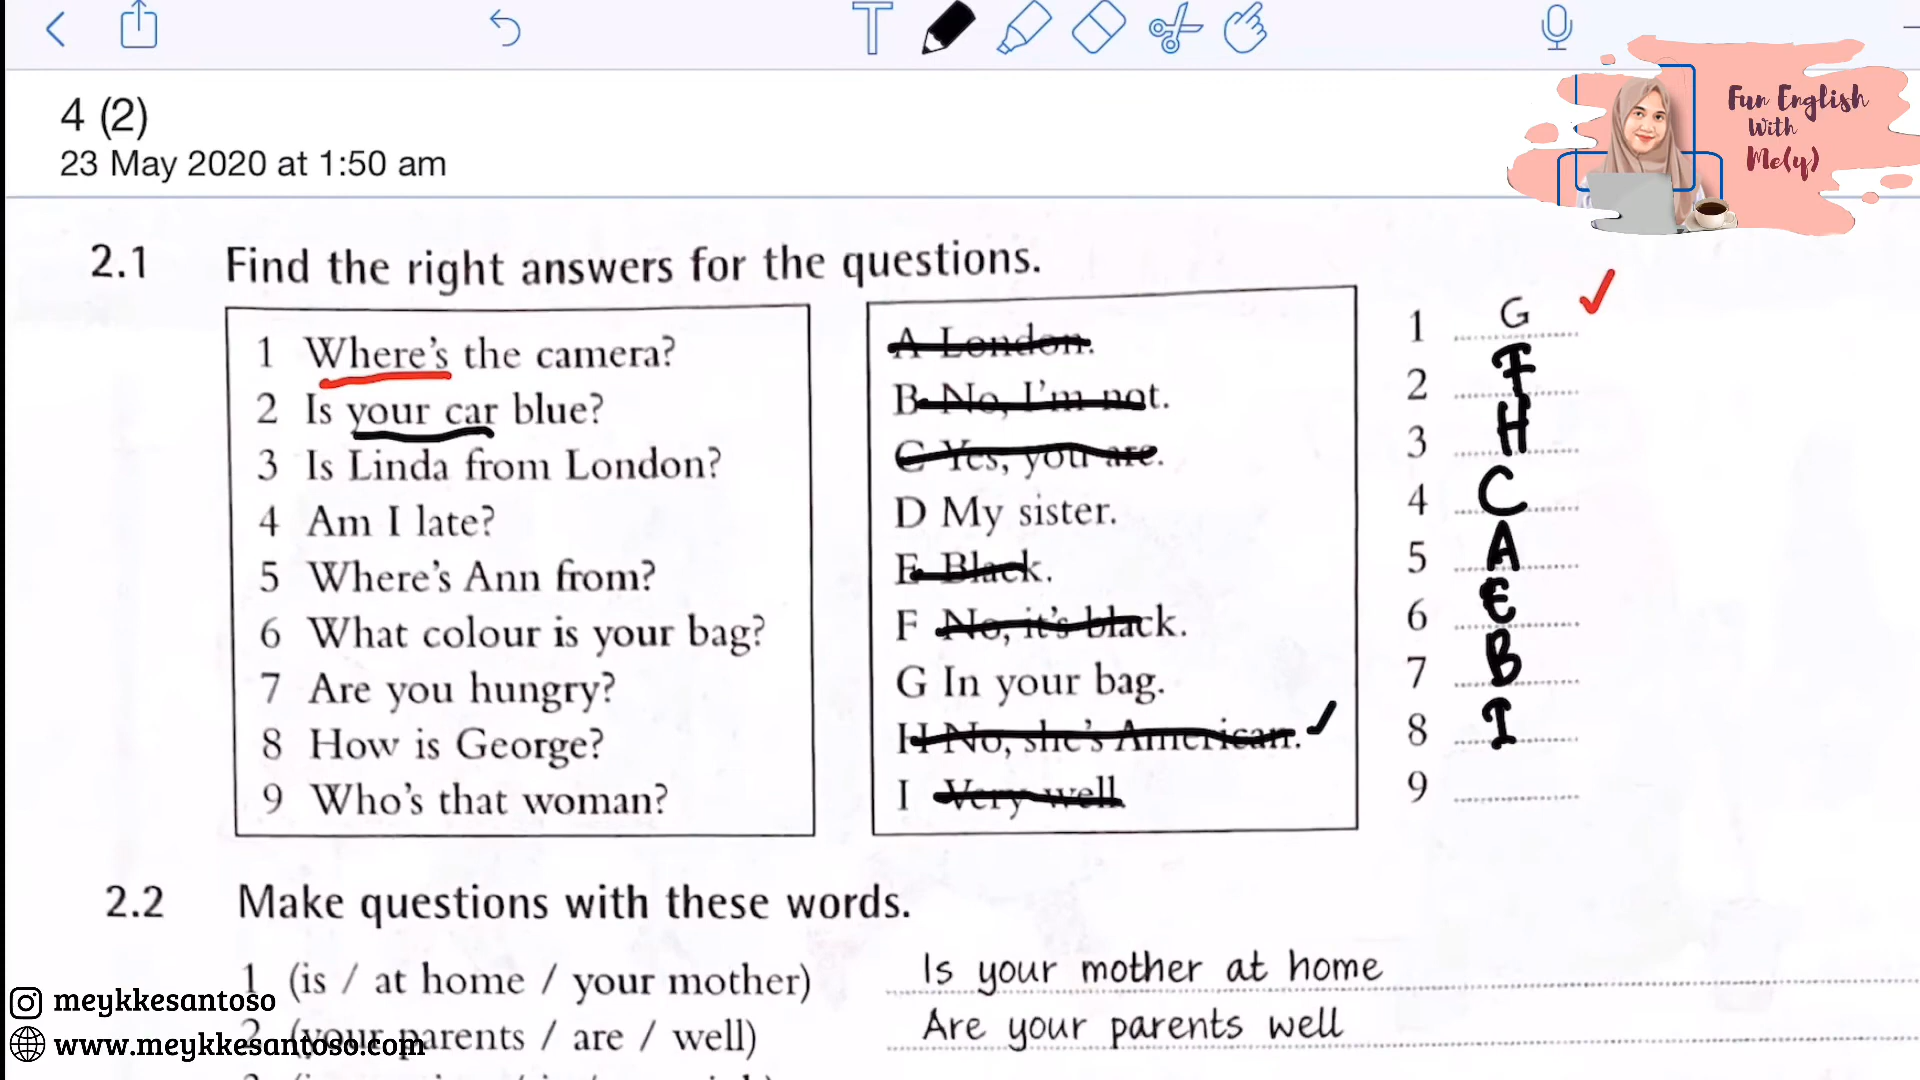 4 (2)
23 May 2020 at 1:50 am
Fun English
With
Me(y)
2.1 Find the right answers for the questions.
1 Where's the camera?
2 Is your car blue?
3 Is Linda from London?
4 Am I late?
5 Where's Ann from?
6 What colour is your bag?
7 Are you hungry?
8 How is George?
9 Who's that woman?
A London.
B No, I'm not.
C Yes, you are.
D My sister.
E Black.
F No, it's black.
G In your bag.
H No, she's American.
I Very well.
1 G
2 F
3 H
4 C
5 A
6 E
7 B
8 I
9
2.2 Make questions with these words.
1 (is / at home / your mother) Is your mother at home
2 (your parents / are / well) Are your parents well
meykkesantoso
www.meykkesantoso.com